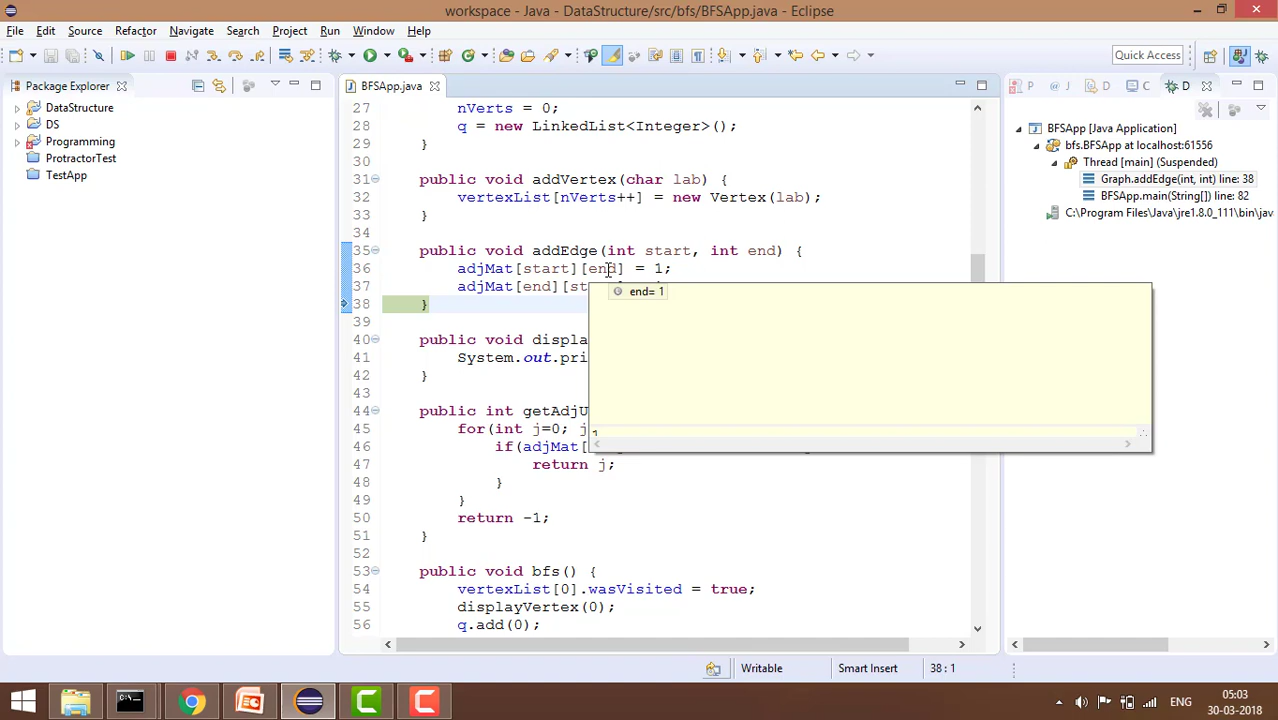 workspace - Java - DataStructure/src/bfs/BFSApp.java - Eclipse
File Edit Source Refactor Navigate Search Project Run Window Help
Quick Access
Package Explorer
BFSApp.java
P @ J D C D
DataStructure
DS
Programming
ProtractorTest
TestApp
27 nVerts = 0;
28 q = new LinkedList<Integer>();
29 }
30
31 public void addVertex(char lab) {
32 vertexList[nVerts++] = new Vertex(lab);
33 }
34
35 public void addEdge(int start, int end) {
36 adjMat[start][end] = 1;
37 adjMat[end][st
38 }
39
40 public void displa
41 System.out.pri
42 }
43
44 public int getAdjU
45 for(int j=0; j
46 if(adjMat[
47 return j;
48 }
49 }
50 return -1;
51 }
52
53 public void bfs() {
54 vertexList[0].wasVisited = true;
55 displayVertex(0);
56 q.add(0);
end= 1
1
BFSApp [Java Application]
bfs.BFSApp at localhost:61556
Thread [main] (Suspended)
Graph.addEdge(int, int) line: 38
BFSApp.main(String[]) line: 82
C:\Program Files\Java\jre1.8.0_111\bin\jav
Writable Smart Insert 38 : 1
ENG 05:03
30-03-2018